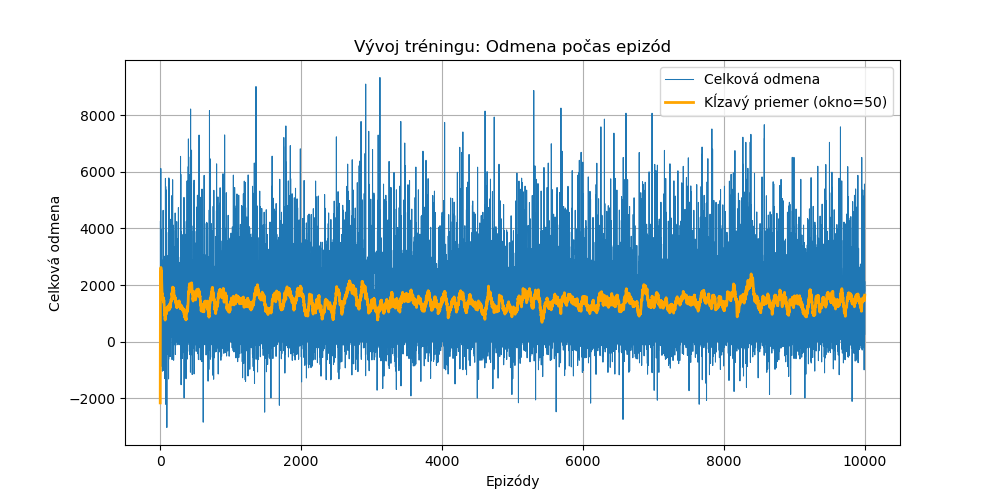 Vývoj tréningu: Odmena počas epizód
Celková odmena
Kĺzavý priemer (okno=50)
8000
6000
4000
2000
0
−2000
Celková odmena
0
2000
4000
6000
8000
10000
Epizódy